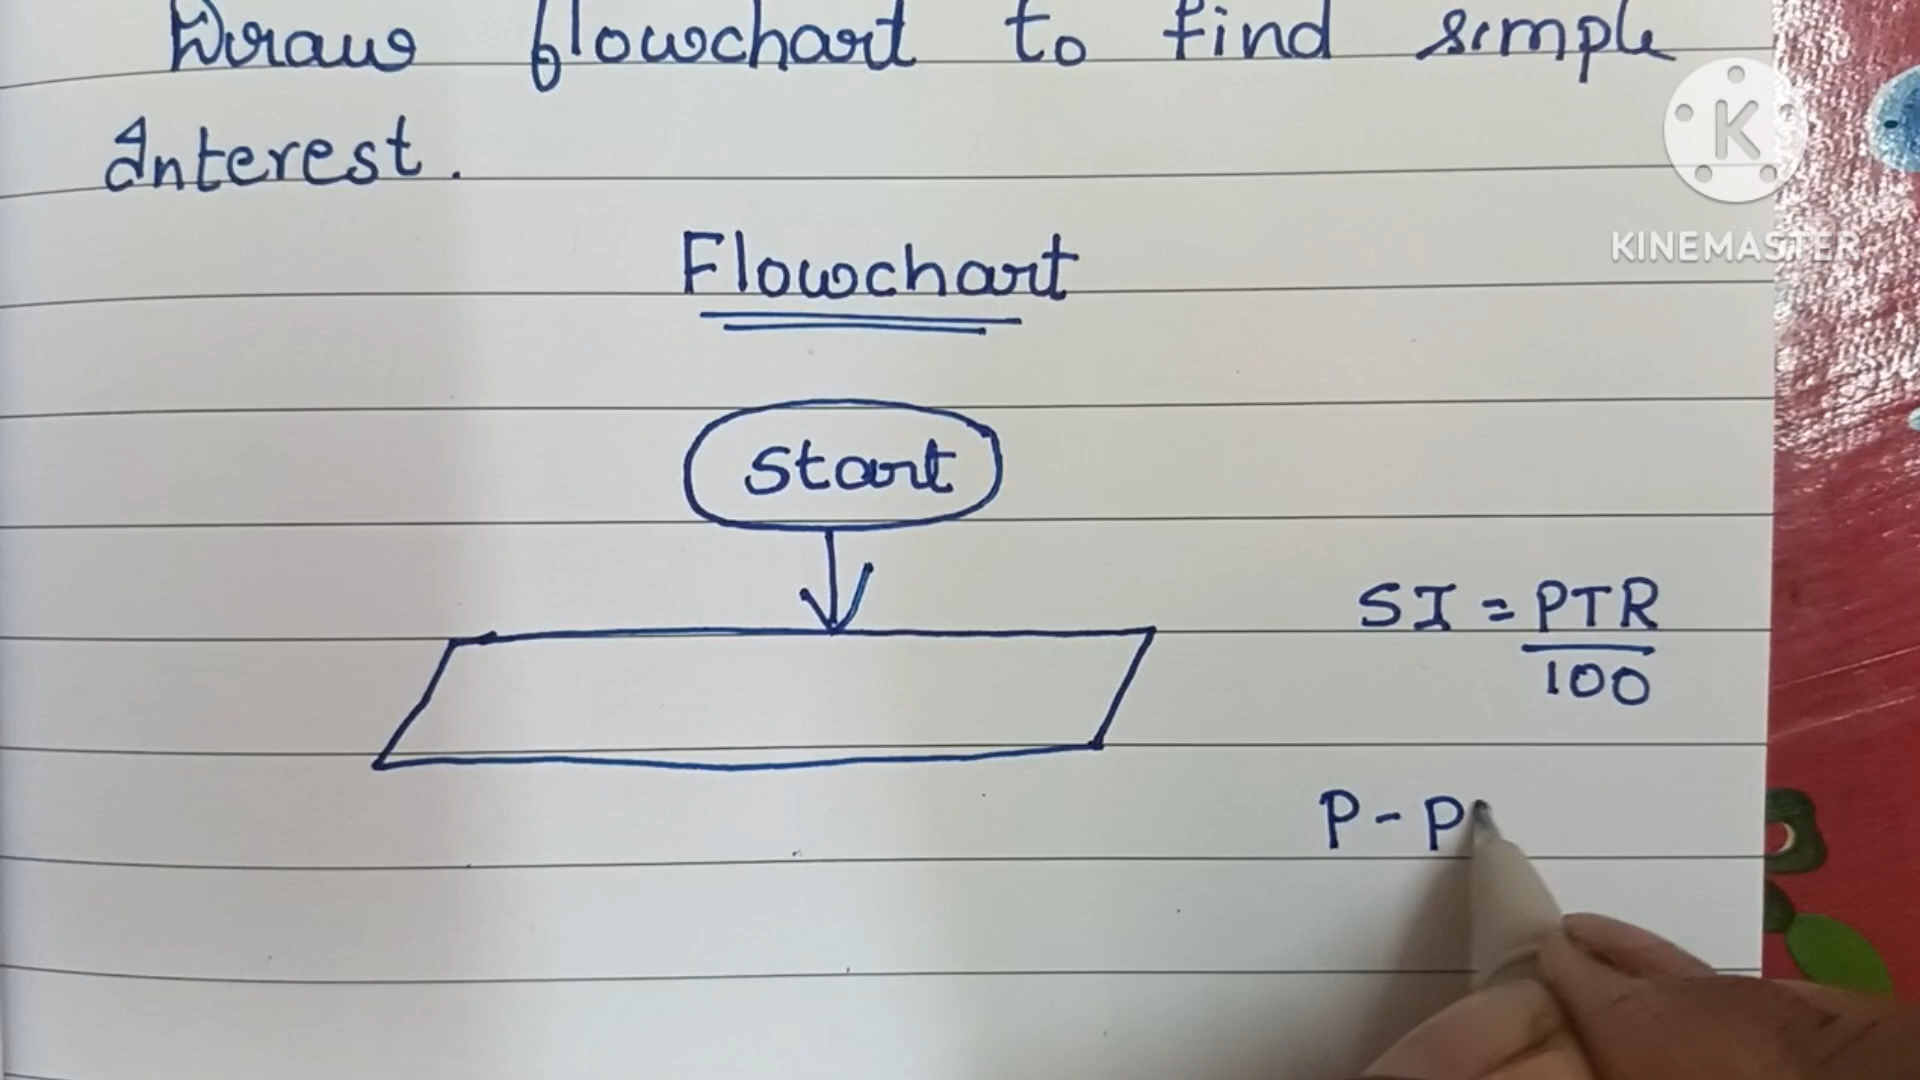 Draw flowchart to find simple
Interest.
K
KINEMASTER
Flowchart
Start
SI = PTR
100
P - P